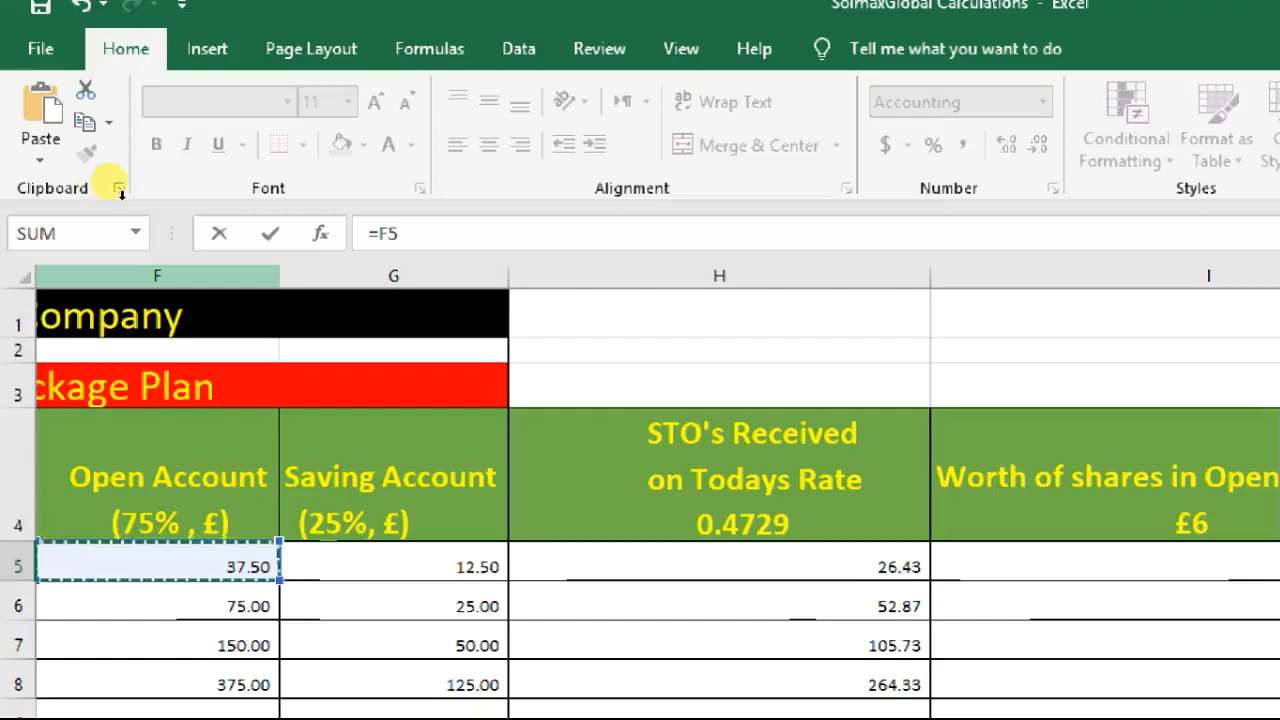 SolmaxGlobal Calculations - Excel
File Home Insert Page Layout Formulas Data Review View Help Tell me what you want to do
11 Wrap Text Accounting
Paste B I U A Merge & Center $ % , Conditional Formatting Format as Table
Clipboard Font Alignment Number Styles
SUM fx =F5
F G H I
1 Company
2
3 ckage Plan
4 Open Account (75% , £) Saving Account (25%, £) STO's Received on Todays Rate 0.4729 Worth of shares in Open £6
5 37.50 12.50 26.43
6 75.00 25.00 52.87
7 150.00 50.00 105.73
8 375.00 125.00 264.33